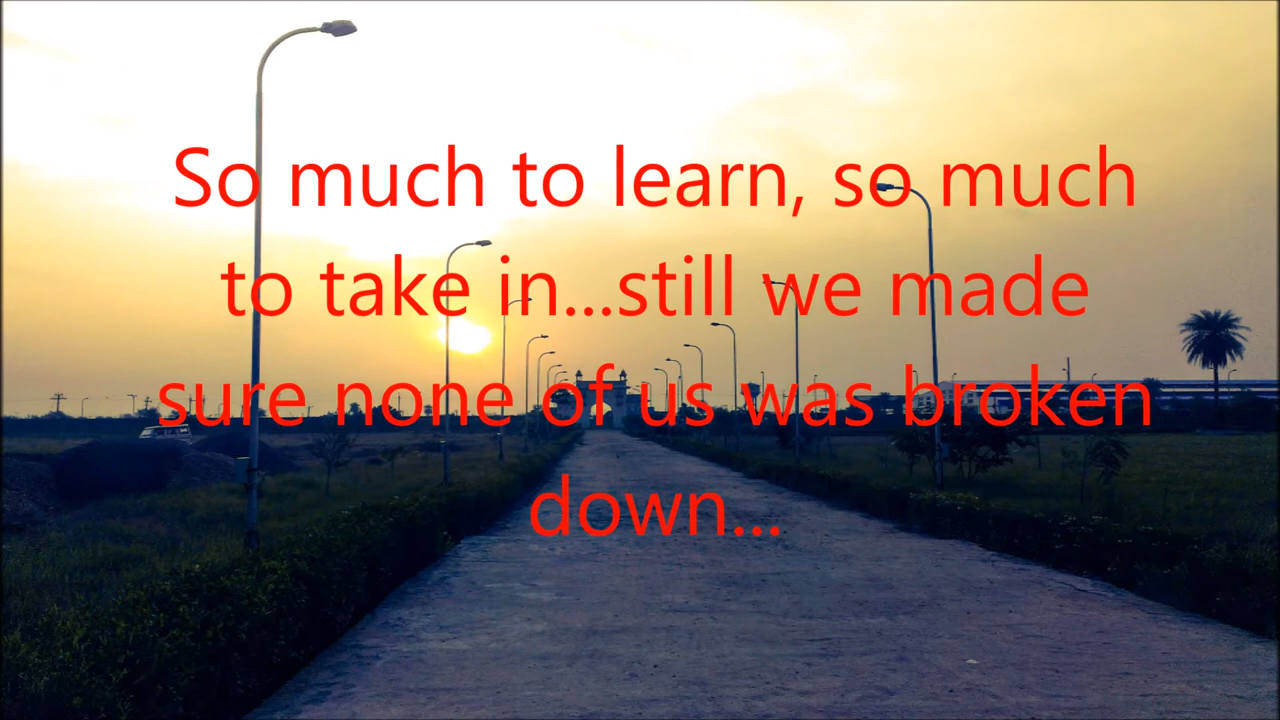 So much to learn, so much
to take in...still we made
sure none of us was broken
down...